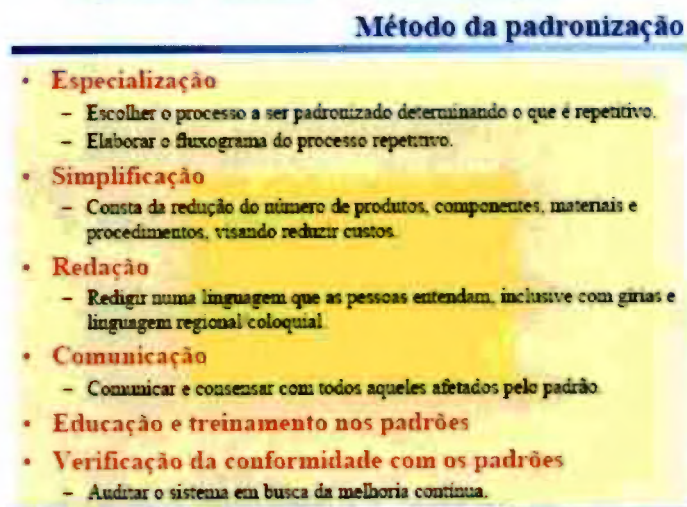 Método da padronização
• Especialização
– Escolher o processo a ser padronizado determinando o que é repetitivo.
– Elaborar o fluxograma do processo repetitivo.
• Simplificação
– Consta da redução do número de produtos, componentes, materiais e
procedimentos, visando reduzir custos.
• Redação
– Redigir numa linguagem que as pessoas entendam, inclusive com gírias e
linguagem regional coloquial.
• Comunicação
– Comunicar e consensar com todos aqueles afetados pelo padrão.
• Educação e treinamento nos padrões
• Verificação da conformidade com os padrões
– Auditar o sistema em busca da melhoria contínua.